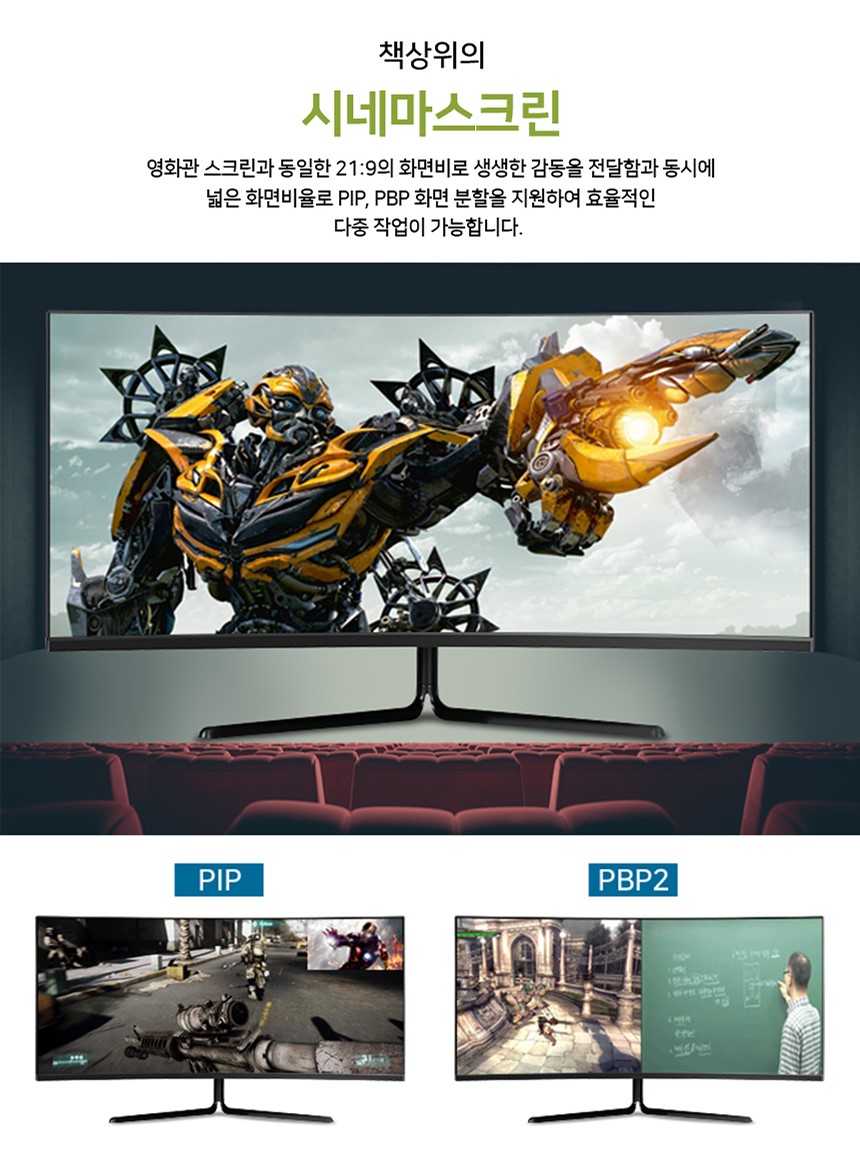 책상위의
시네마스크린
영화관 스크린과 동일한 21:9의 화면비로 생생한 감동을 전달함과 동시에
넓은 화면비율로 PIP, PBP 화면 분할을 지원하여 효율적인
다중 작업이 가능합니다.
PIP
PBP2